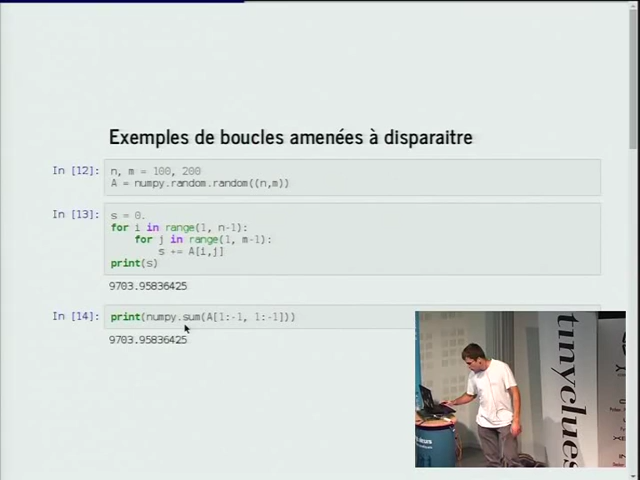 Exemples de boucles amenées à disparaitre
In [12]: n, m = 100, 200
A = numpy.random.random((n,m))
In [13]: s = 0.
for i in range(1, n-1):
for j in range(1, m-1):
s += A[i,j]
print(s)
9703.95836425
In [14]: print(numpy.sum(A[1:-1, 1:-1]))
9703.95836425
tinyclues